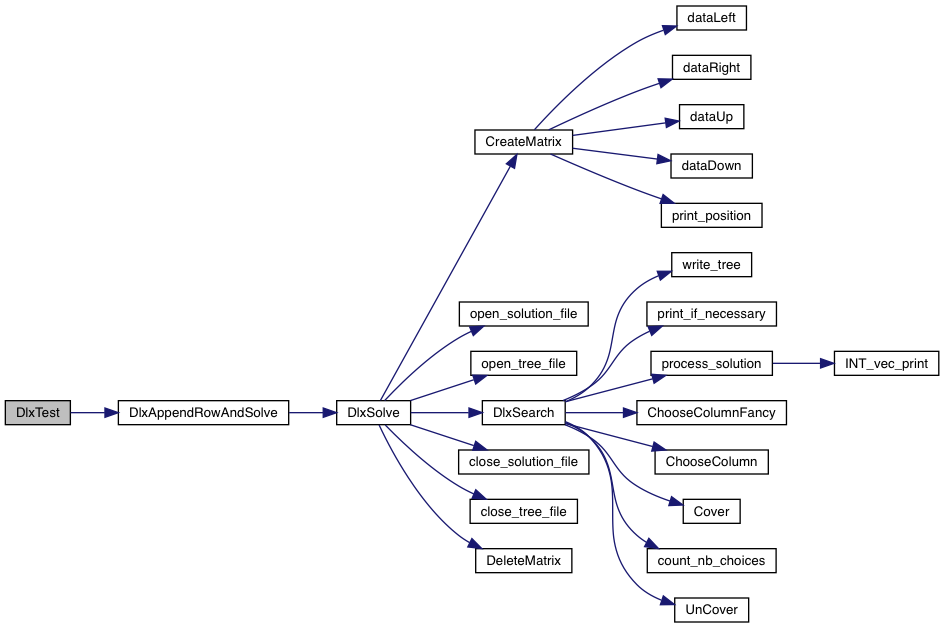 dataLeft
dataRight
dataUp
CreateMatrix
dataDown
print_position
write_tree
open_solution_file
print_if_necessary
open_tree_file
process_solution
INT_vec_print
DlxTest
DlxAppendRowAndSolve
DlxSolve
DlxSearch
ChooseColumnFancy
close_solution_file
ChooseColumn
close_tree_file
Cover
DeleteMatrix
count_nb_choices
UnCover